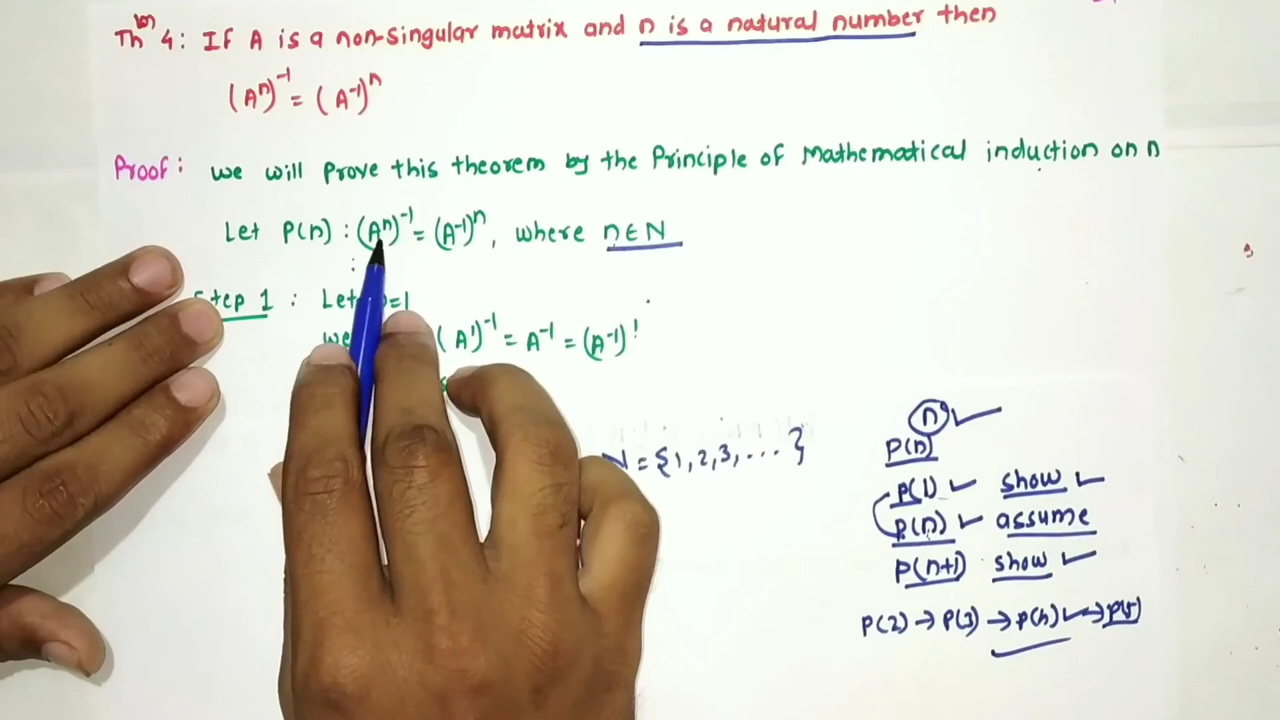 Thm 4: If A is a non-singular matrix and n is a natural number then
(Aⁿ)⁻¹ = (A⁻¹)ⁿ
Proof: we will prove this theorem by the Principle of Mathematical induction on n
Let P(n) : (Aⁿ)⁻¹ = (A⁻¹)ⁿ, where n∈N
:
Step 1 : Let n=1
we (A¹)⁻¹ = A⁻¹ = (A⁻¹)¹
N = {1,2,3,....}
n
P(n)
P(1) show
P(n) assume
P(n+1) show
P(2) → P(3) → P(4) → P(5)